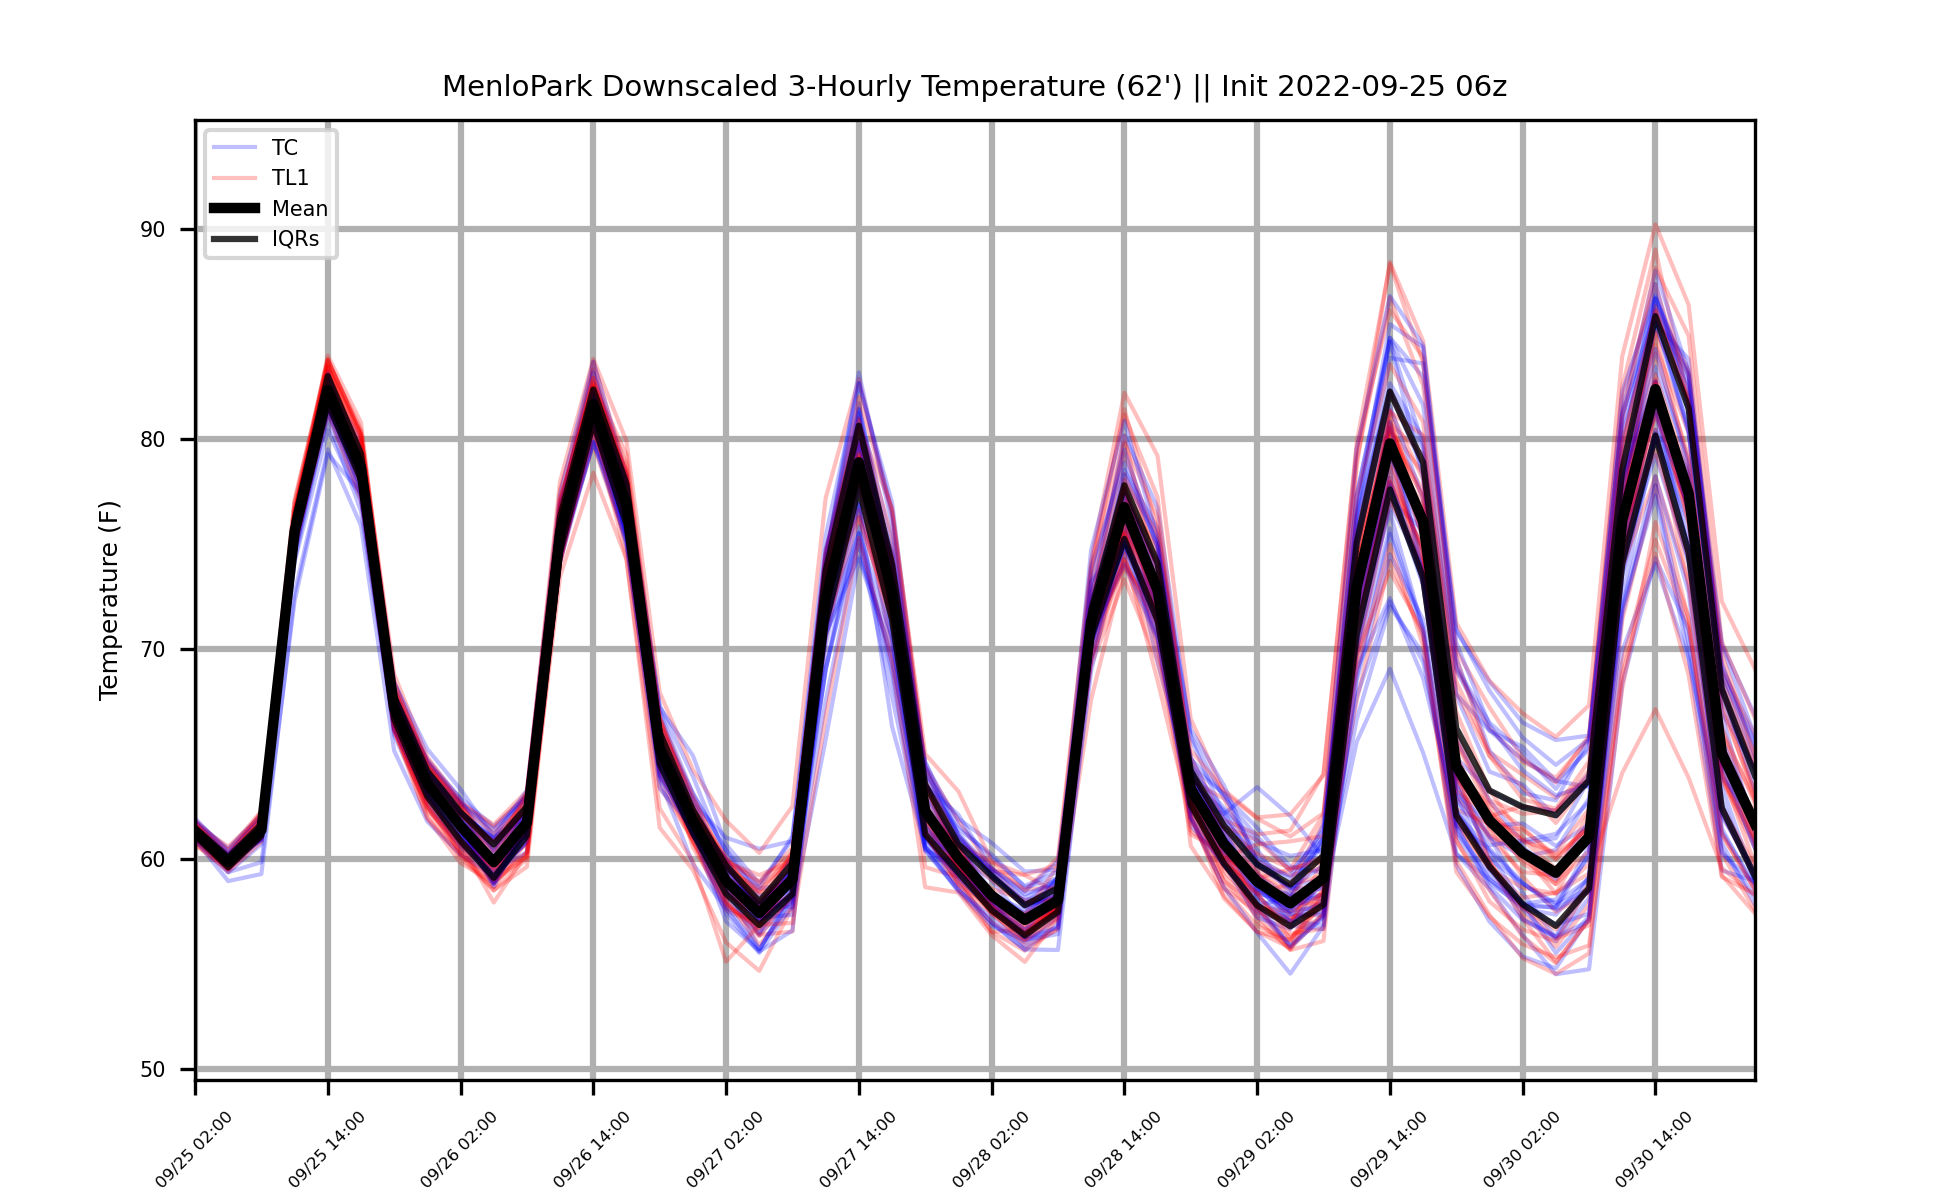 MenloPark Downscaled 3-Hourly Temperature (62') || Init 2022-09-25 06z
TC
TL1
Mean
IQRs
Temperature (F)
90
80
70
60
50
09/25 02:00
09/25 14:00
09/26 02:00
09/26 14:00
09/27 02:00
09/27 14:00
09/28 02:00
09/28 14:00
09/29 02:00
09/29 14:00
09/30 02:00
09/30 14:00